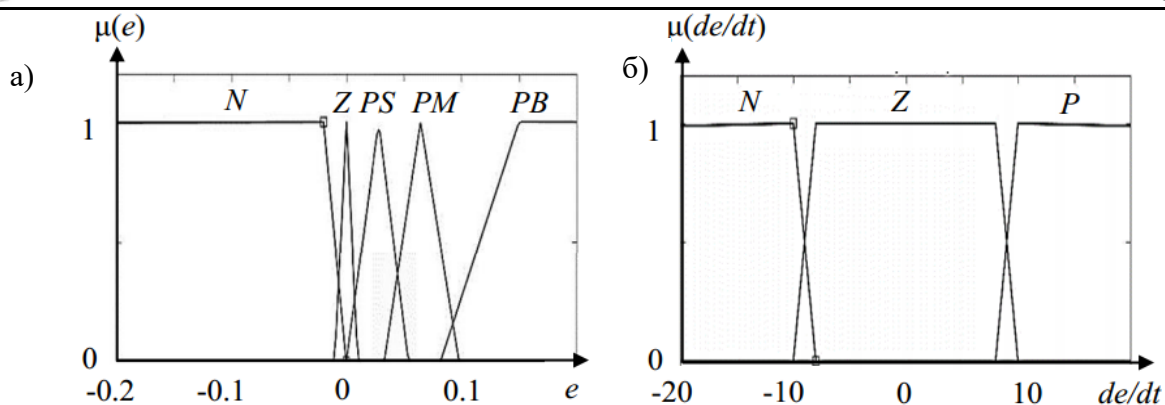 а)
μ(e)
N Z PS PM PB
1
0
-0.2 -0.1 0 0.1 e
б)
μ(de/dt)
N Z P
1
0
-20 -10 0 10 de/dt